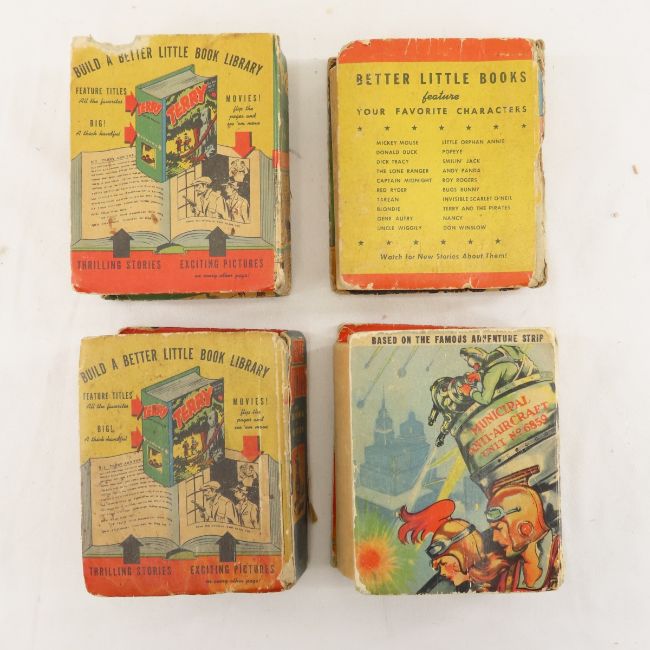 BUILD A BETTER LITTLE BOOK LIBRARY
FEATURE TITLES
All the favorites
BIG!
A thick handful
TERRY
TERRY
MOVIES!
flip the
pages and
see 'em move
THRILLING STORIES
EXCITING PICTURES
on every other page!
BETTER LITTLE BOOKS
feature
YOUR FAVORITE CHARACTERS
MICKEY MOUSE
DONALD DUCK
DICK TRACY
THE LONE RANGER
CAPTAIN MIDNIGHT
RED RYDER
TARZAN
BLONDIE
GENE AUTRY
UNCLE WIGGILY
LITTLE ORPHAN ANNIE
POPEYE
SMILIN' JACK
ANDY PANDA
ROY ROGERS
BUGS BUNNY
INVISIBLE SCARLET O'NEIL
TERRY AND THE PIRATES
NANCY
DON WINSLOW
Watch for New Stories About Them!
BUILD A BETTER LITTLE BOOK LIBRARY
FEATURE TITLES
All the favorites
BIG!
A thick handful
TERRY
TERRY
MOVIES!
flip the
pages and
see 'em move
THRILLING STORIES
EXCITING PICTURES
on every other page!
BASED ON THE FAMOUS ADVENTURE STRIP
MUNICIPAL
ANTI-AIRCRAFT
UNIT No 6859